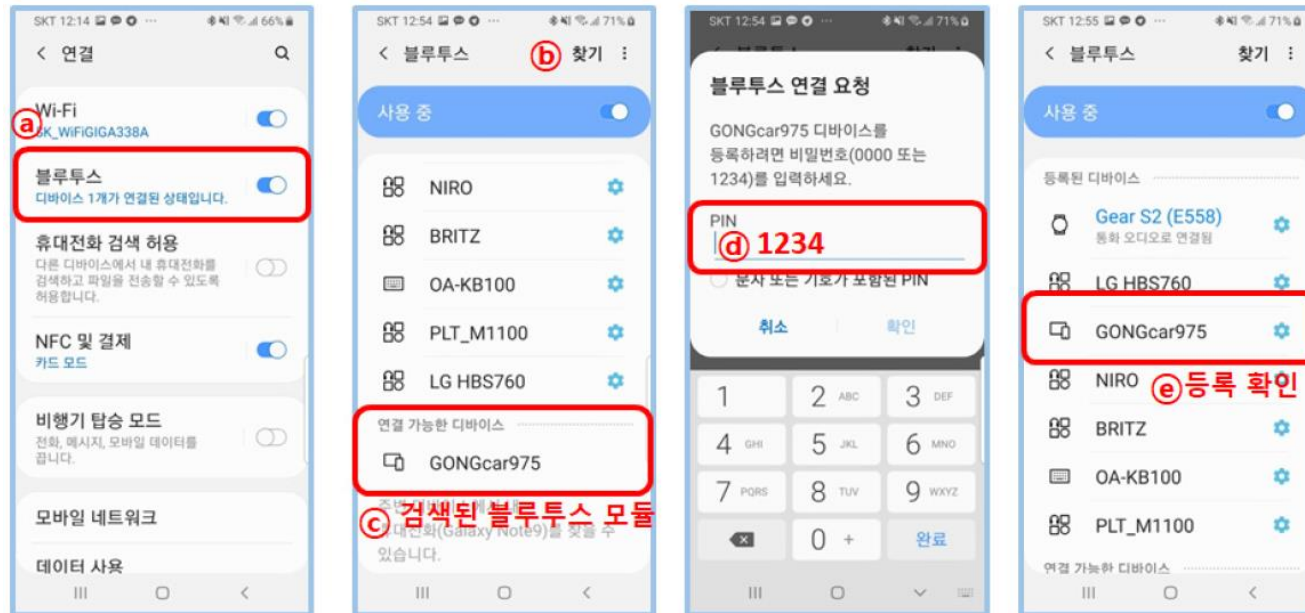 SKT 12:14 66%
연결
Wi-Fi
ⓐ
SK_WiFiGIGA338A
블루투스
디바이스 1개가 연결된 상태입니다.
휴대전화 검색 허용
다른 디바이스에서 내 휴대전화를
검색하고 파일을 전송할 수 있도록
허용합니다.
NFC 및 결제
카드 모드
비행기 탑승 모드
전화, 메시지, 모바일 데이터를
끕니다.
모바일 네트워크
데이터 사용
SKT 12:54 71%
블루투스 ⓑ 찾기
사용 중
NIRO
BRITZ
OA-KB100
PLT_M1100
LG HBS760
연결 가능한 디바이스
GONGcar975
ⓒ 검색된 블루투스 모듈
주변 디바이스에서 내
휴대전화(Galaxy Note9)를 찾을 수
있습니다.
SKT 12:54 71%
블루투스 연결 요청
GONGcar975 디바이스를
등록하려면 비밀번호(0000 또는
1234)를 입력하세요.
PIN
ⓓ 1234
문자 또는 기호가 포함된 PIN
취소 확인
1 2 ABC 3 DEF
4 GHI 5 JKL 6 MNO
7 PQRS 8 TUV 9 WXYZ
0 + 완료
SKT 12:55 71%
블루투스 찾기
사용 중
등록된 디바이스
Gear S2 (E558)
통화 오디오로 연결됨
LG HBS760
GONGcar975
NIRO ⓔ등록 확인
BRITZ
OA-KB100
PLT_M1100
연결 가능한 디바이스